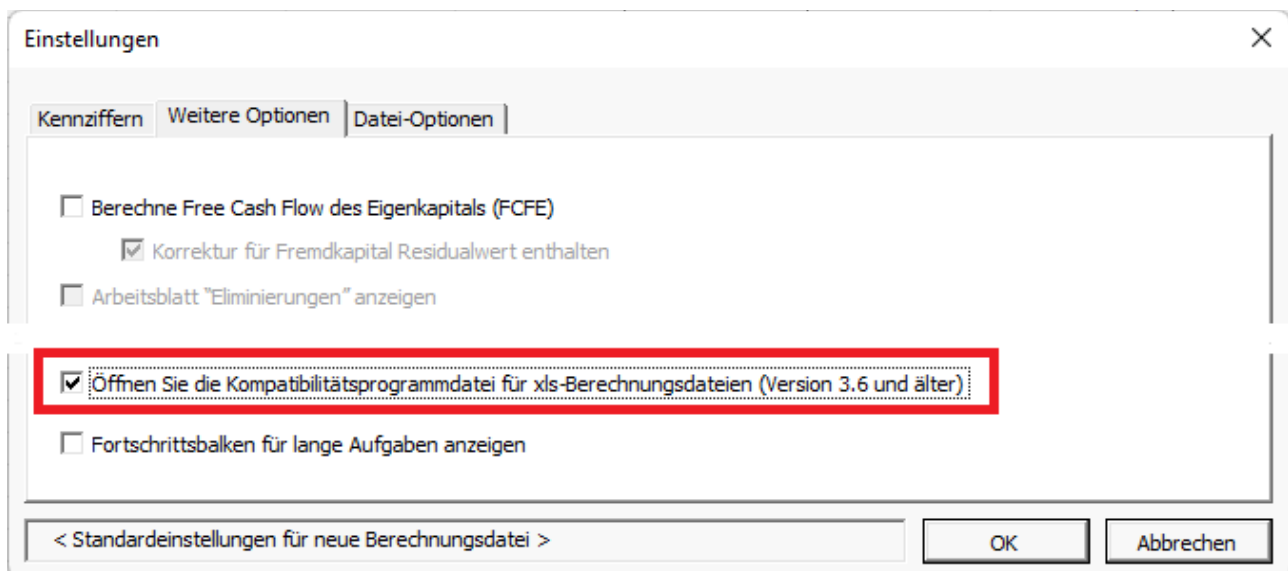 Einstellungen
Kennziffern Weitere Optionen Datei-Optionen
Berechne Free Cash Flow des Eigenkapitals (FCFE)
Korrektur für Fremdkapital Residualwert enthalten
Arbeitsblatt "Eliminierungen" anzeigen
Öffnen Sie die Kompatibilitätsprogrammdatei für xls-Berechnungsdateien (Version 3.6 und älter)
Fortschrittsbalken für lange Aufgaben anzeigen
< Standardeinstellungen für neue Berechnungsdatei > OK Abbrechen